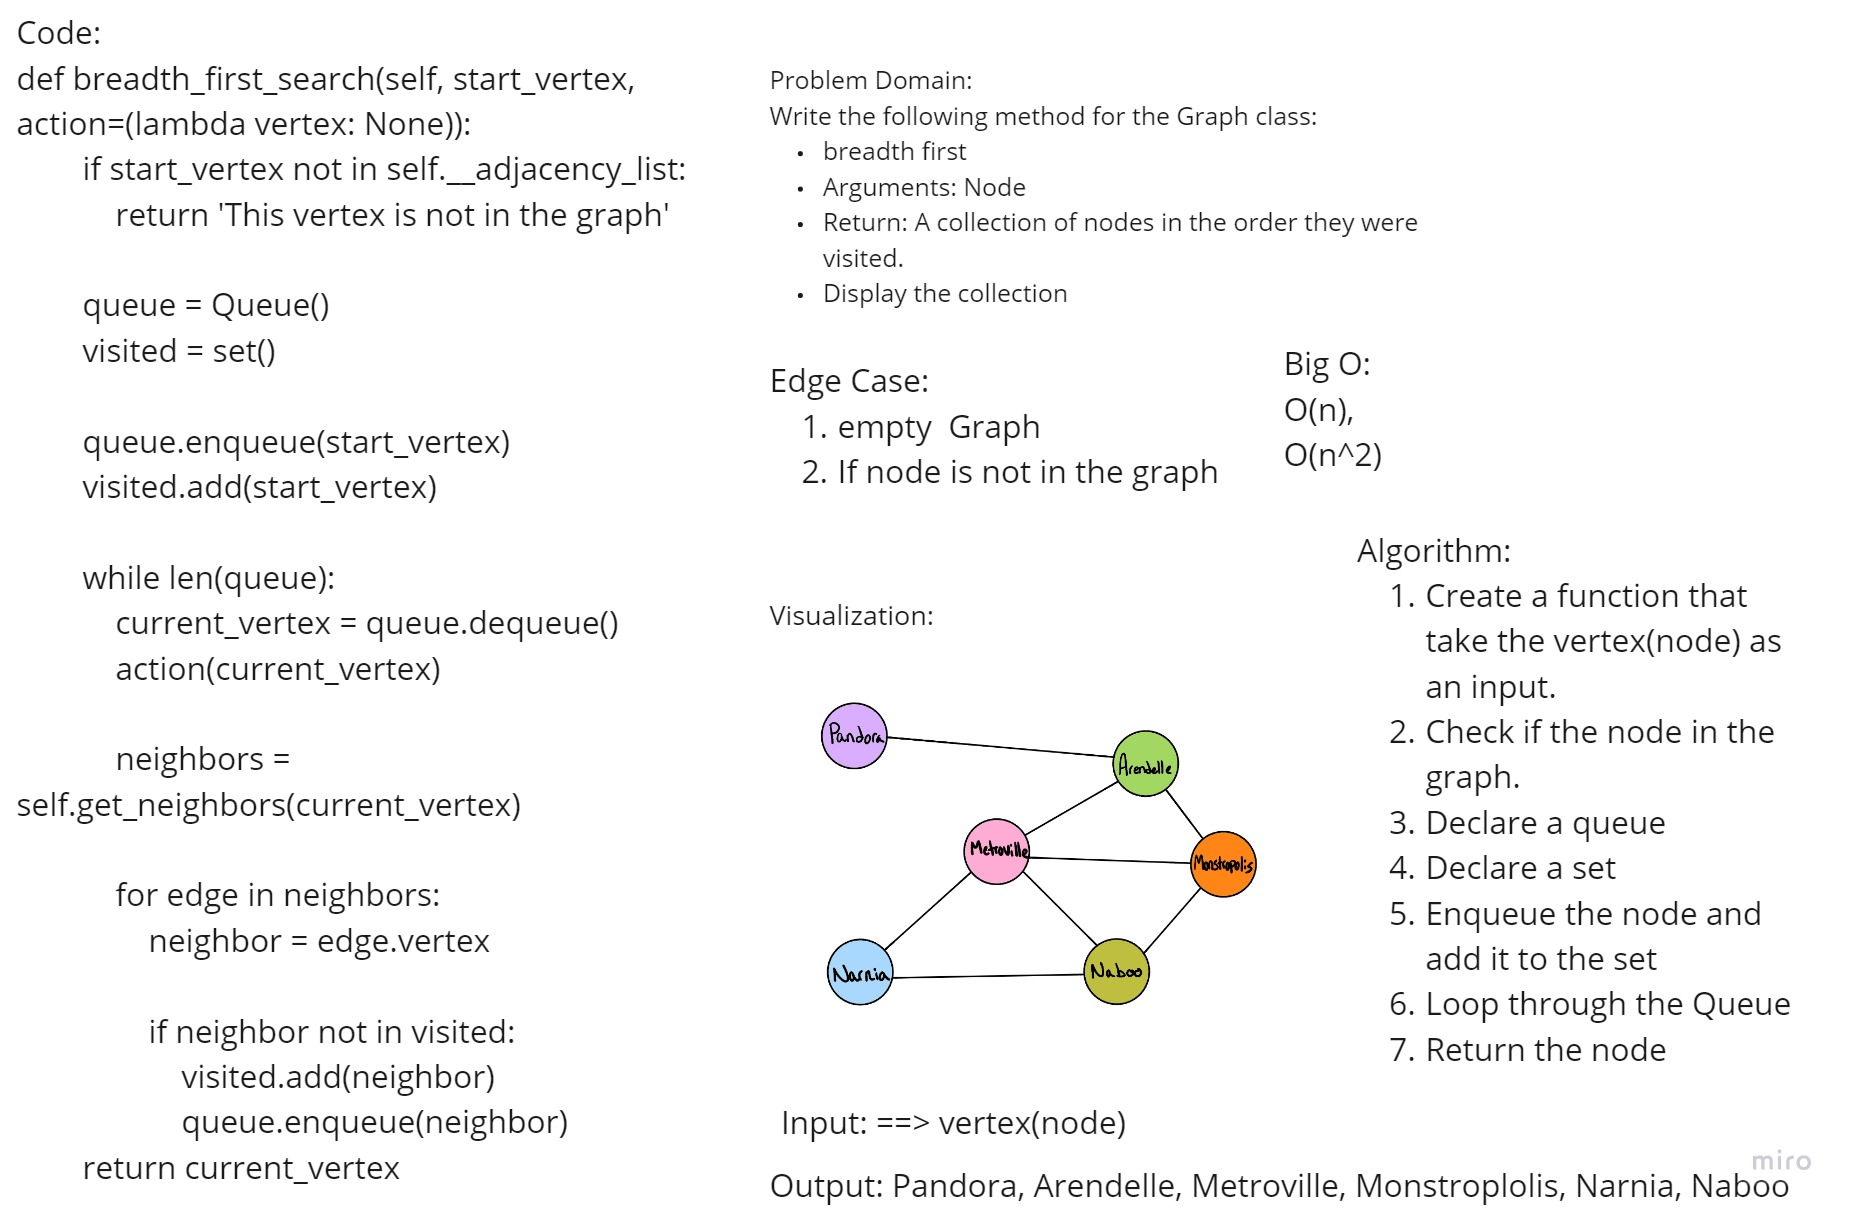 Code:
def breadth_first_search(self, start_vertex,
action=(lambda vertex: None)):
if start_vertex not in self.__adjacency_list:
return 'This vertex is not in the graph'
queue = Queue()
visited = set()
queue.enqueue(start_vertex)
visited.add(start_vertex)
while len(queue):
current_vertex = queue.dequeue()
action(current_vertex)
neighbors =
self.get_neighbors(current_vertex)
for edge in neighbors:
neighbor = edge.vertex
if neighbor not in visited:
visited.add(neighbor)
queue.enqueue(neighbor)
return current_vertex
Problem Domain:
Write the following method for the Graph class:
• breadth first
• Arguments: Node
• Return: A collection of nodes in the order they were
visited.
• Display the collection
Edge Case:
1. empty  Graph
2. If node is not in the graph
Big O:
O(n),
O(n^2)
Visualization:
Pandora
Arendelle
Metroville
Monstropolis
Narnia
Naboo
Algorithm:
1. Create a function that
take the vertex(node) as
an input.
2. Check if the node in the
graph.
3. Declare a queue
4. Declare a set
5. Enqueue the node and
add it to the set
6. Loop through the Queue
7. Return the node
Input: ==> vertex(node)
Output: Pandora, Arendelle, Metroville, Monstroplolis, Narnia, Naboo
miro